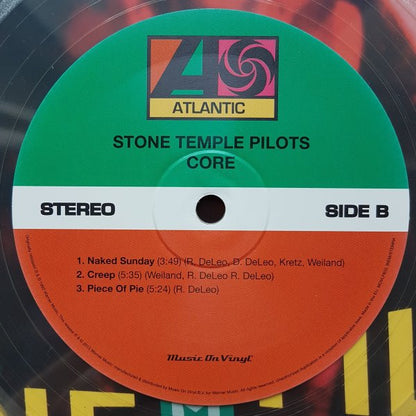 ATLANTIC
STONE TEMPLE PILOTS
CORE
STEREO
SIDE B
1. Naked Sunday (3:49) (R. DeLeo, D. DeLeo, Kretz, Weiland)
2. Creep (5:35) (Weiland, R. DeLeo R. DeLeo)
3. Piece Of Pie (5:24) (R. DeLeo)
Music On Vinyl